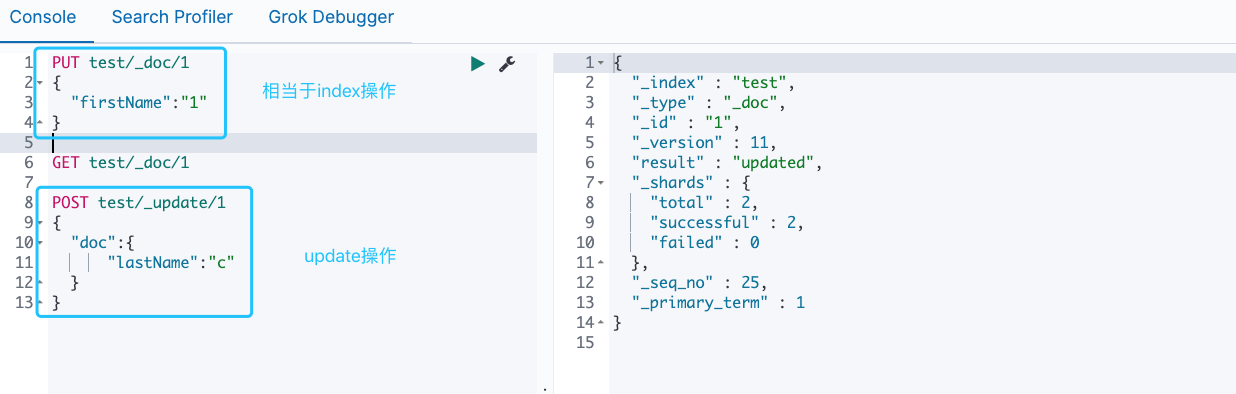 Console Search Profiler Grok Debugger
1 PUT test/_doc/1
2 {
3 "firstName":"1"
4 }
5
6 GET test/_doc/1
7
8 POST test/_update/1
9 {
10 "doc":{
11 "lastName":"c"
12 }
13 }
相当于index操作
update操作
1 {
2 "_index" : "test",
3 "_type" : "_doc",
4 "_id" : "1",
5 "_version" : 11,
6 "result" : "updated",
7 "_shards" : {
8 "total" : 2,
9 "successful" : 2,
10 "failed" : 0
11 },
12 "_seq_no" : 25,
13 "_primary_term" : 1
14 }
15